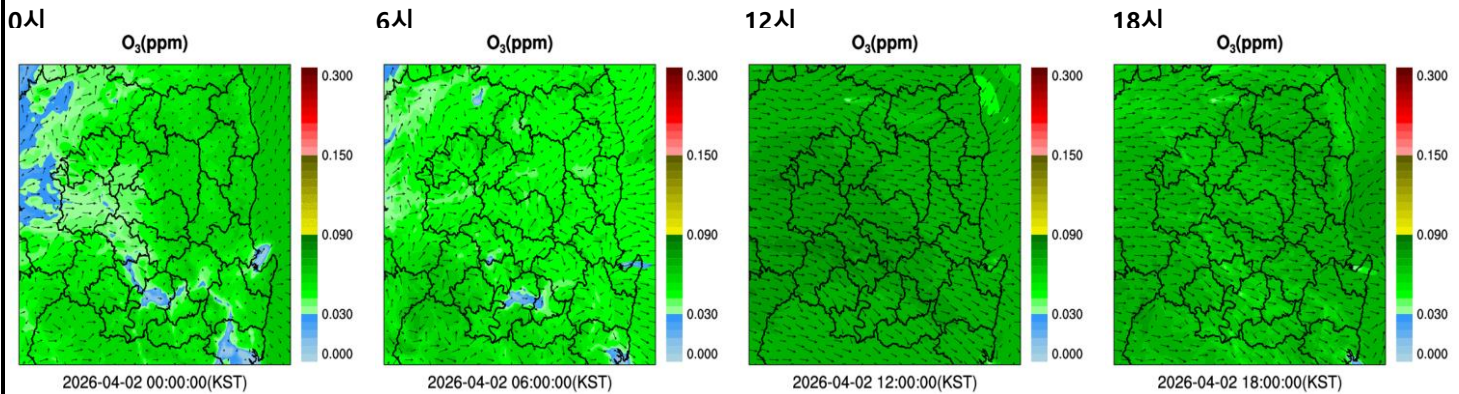 0시
O₃(ppm)
0.300
0.150
0.090
0.030
0.000
2026-04-02 00:00:00(KST)
6시
O₃(ppm)
0.300
0.150
0.090
0.030
0.000
2026-04-02 06:00:00(KST)
12시
O₃(ppm)
0.300
0.150
0.090
0.030
0.000
2026-04-02 12:00:00(KST)
18시
O₃(ppm)
0.300
0.150
0.090
0.030
0.000
2026-04-02 18:00:00(KST)